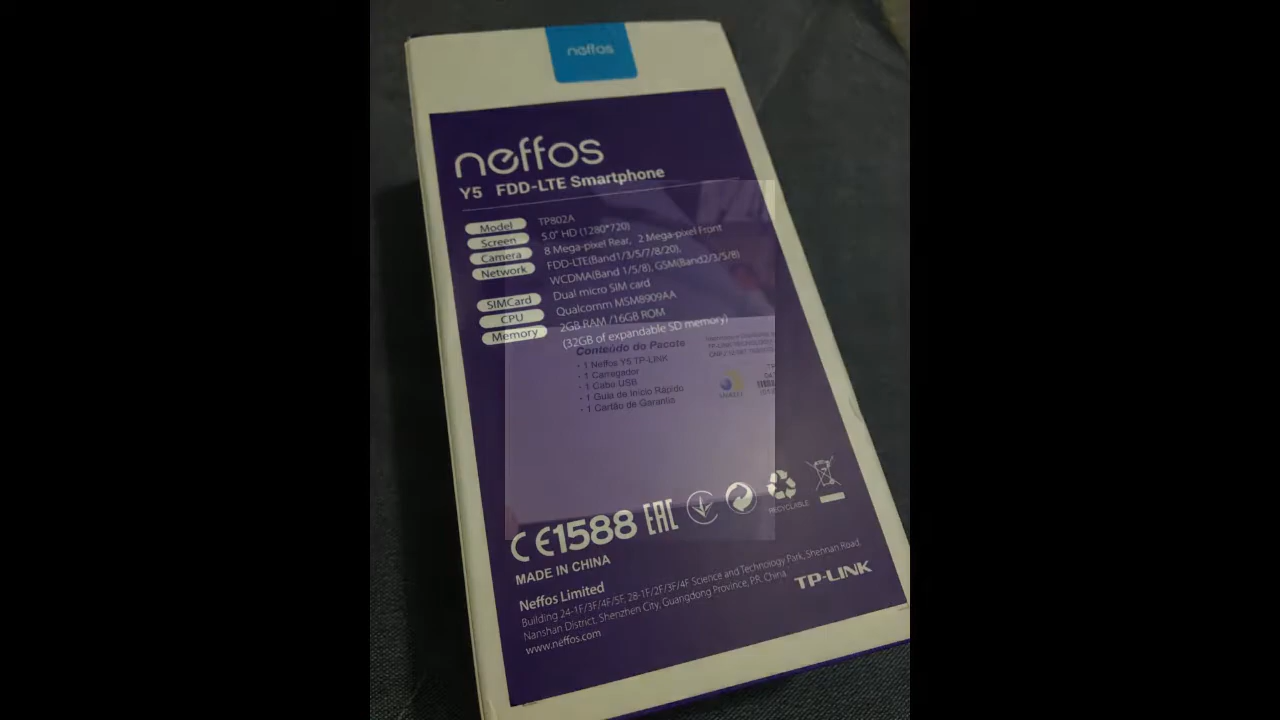 neffos
neffos
Y5 FDD-LTE Smartphone
Model TP802A
Screen 5.0" HD (1280*720)
Camera 8 Mega-pixel Rear, 2 Mega-pixel Front
Network FDD-LTE(Band1/3/5/7/8/20),
WCDMA(Band 1/5/8), GSM(Band2/3/5/8)
SIMCard Dual micro SIM card
CPU Qualcomm MSM8909AA
Memory 2GB RAM /16GB ROM
(32GB of expandable SD memory)
Conteúdo do Pacote
· 1 Neffos Y5 TP-LINK
· 1 Carregador
· 1 Cabo USB
· 1 Guia de Início Rápido
· 1 Cartão de Garantia
CE1588 EAC
RECYCLABLE
MADE IN CHINA
Neffos Limited
Building 24-1F/3F/4F/5F, 28-1F/2F/3F/4F Science and Technology Park, Shennan Road,
Nanshan District, Shenzhen City, Guangdong Province, P.R. China
www.neffos.com
TP-LINK